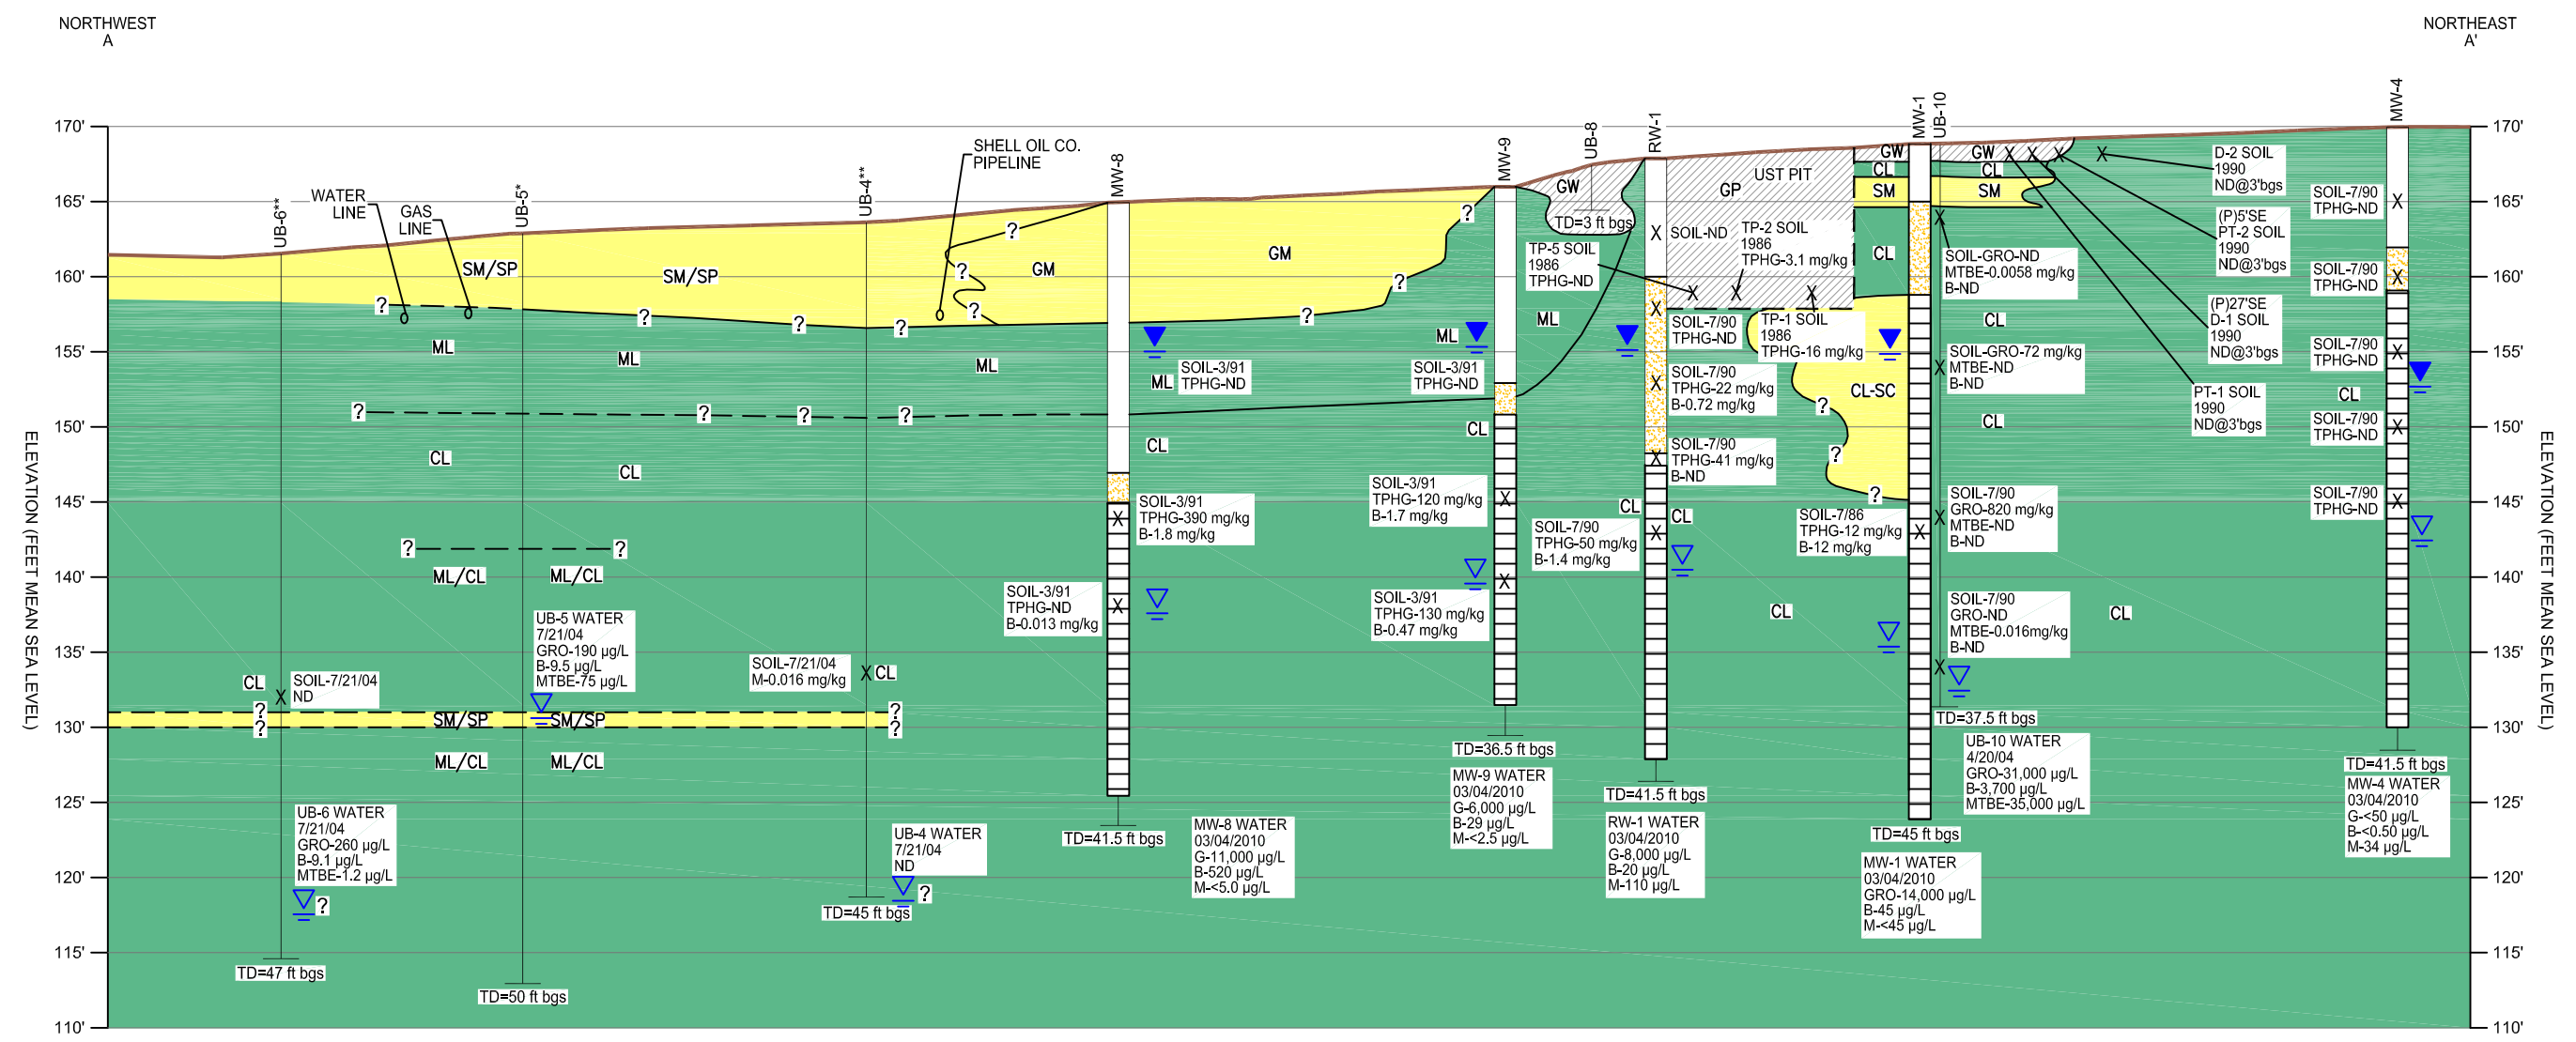 NORTHWEST
A
NORTHEAST
A'
170'
165'
160'
155'
150'
145'
140'
135'
130'
125'
120'
115'
110'
ELEVATION (FEET MEAN SEA LEVEL)
UB-6**
WATER
LINE
GAS
LINE
UB-5*
UB-4**
SHELL OIL CO.
PIPELINE
MW-8
MW-9
UB-8
RW-1
MW-1
UB-10
MW-4
SM/SP
SM/SP
GM
GM
?
?
?
?
?
?
?
?
?
?
?
ML
ML
ML
ML
ML
ML
?
?
?
?
CL
CL
CL
CL
?
?
ML/CL
ML/CL
UB-5 WATER
7/21/04
GRO-190 µg/L
B-9.5 µg/L
MTBE-75 µg/L
CL
SOIL-7/21/04
ND
SOIL-7/21/04
M-0.016 mg/kg
CL
?
?
SM/SP
SM/SP
?
?
ML/CL
ML/CL
UB-6 WATER
7/21/04
GRO-260 µg/L
B-9.1 µg/L
MTBE-1.2 µg/L
?
TD=47 ft bgs
TD=50 ft bgs
UB-4 WATER
7/21/04
ND
?
TD=45 ft bgs
SOIL-3/91
TPHG-ND
SOIL-3/91
TPHG-390 mg/kg
B-1.8 mg/kg
SOIL-3/91
TPHG-ND
B-0.013 mg/kg
TD=41.5 ft bgs
MW-8 WATER
03/04/2010
G-11,000 µg/L
B-520 µg/L
M-<5.0 µg/L
SOIL-3/91
TPHG-ND
SOIL-3/91
TPHG-120 mg/kg
B-1.7 mg/kg
SOIL-3/91
TPHG-130 mg/kg
B-0.47 mg/kg
TD=36.5 ft bgs
MW-9 WATER
03/04/2010
G-6,000 µg/L
B-29 µg/L
M-<2.5 µg/L
GW
TD=3 ft bgs
TP-5 SOIL
1986
TPHG-ND
SOIL-ND
UST PIT
GP
TP-2 SOIL
1986
TPHG-3.1 mg/kg
SOIL-7/90
TPHG-ND
TP-1 SOIL
1986
TPHG-16 mg/kg
SOIL-7/90
TPHG-22 mg/kg
B-0.72 mg/kg
SOIL-7/90
TPHG-41 mg/kg
B-ND
CL
CL
SOIL-7/90
TPHG-50 mg/kg
B-1.4 mg/kg
TD=41.5 ft bgs
RW-1 WATER
03/04/2010
G-8,000 µg/L
B-20 µg/L
M-110 µg/L
GW
GW
CL
CL
SM
SM
CL
CL-SC
?
?
?
SOIL-7/86
TPHG-12 mg/kg
B-12 mg/kg
CL
TD=45 ft bgs
MW-1 WATER
03/04/2010
GRO-14,000 µg/L
B-45 µg/L
M-<45 µg/L
SOIL-GRO-ND
MTBE-0.0058 mg/kg
B-ND
CL
SOIL-GRO-72 mg/kg
MTBE-ND
B-ND
CL
SOIL-7/90
GRO-820 mg/kg
MTBE-ND
B-ND
SOIL-7/90
GRO-ND
MTBE-0.016mg/kg
B-ND
CL
TD=37.5 ft bgs
UB-10 WATER
4/20/04
GRO-31,000 µg/L
B-3,700 µg/L
MTBE-35,000 µg/L
D-2 SOIL
1990
ND@3'bgs
(P)5'SE
PT-2 SOIL
1990
ND@3'bgs
(P)27'SE
D-1 SOIL
1990
ND@3'bgs
PT-1 SOIL
1990
ND@3'bgs
SOIL-7/90
TPHG-ND
SOIL-7/90
TPHG-ND
SOIL-7/90
TPHG-ND
CL
SOIL-7/90
TPHG-ND
SOIL-7/90
TPHG-ND
TD=41.5 ft bgs
MW-4 WATER
03/04/2010
G-<50 µg/L
B-<0.50 µg/L
M-34 µg/L
170'
165'
160'
155'
150'
145'
140'
135'
130'
125'
120'
115'
110'
ELEVATION (FEET MEAN SEA LEVEL)